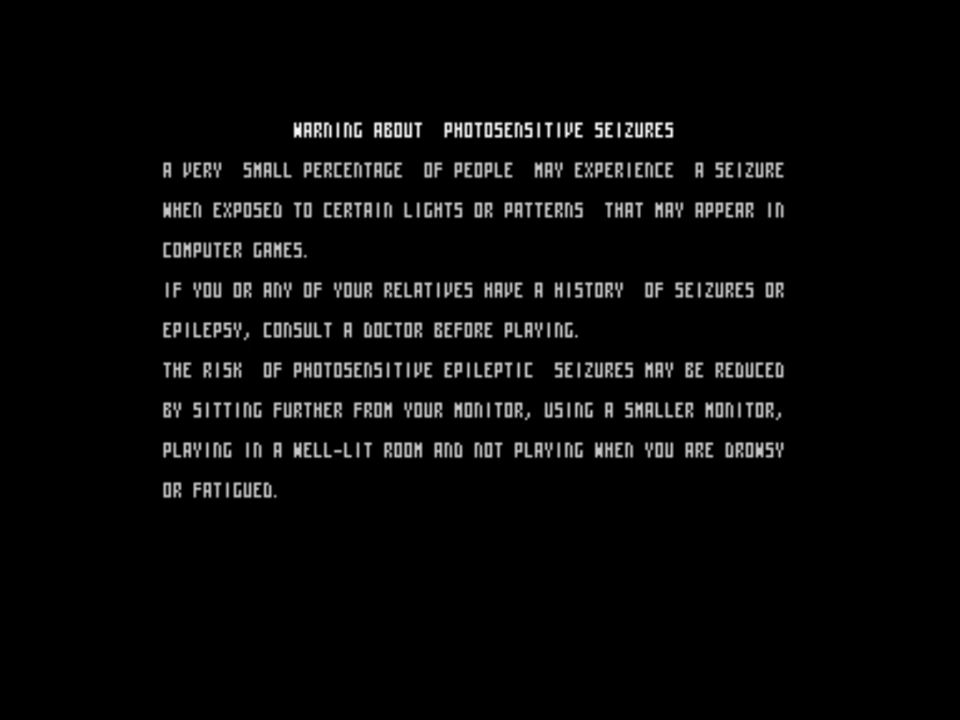 WARNING ABOUT PHOTOSENSITIVE SEIZURES
A VERY SMALL PERCENTAGE OF PEOPLE MAY EXPERIENCE A SEIZURE
WHEN EXPOSED TO CERTAIN LIGHTS OR PATTERNS THAT MAY APPEAR IN
COMPUTER GAMES.
IF YOU OR ANY OF YOUR RELATIVES HAVE A HISTORY OF SEIZURES OR
EPILEPSY, CONSULT A DOCTOR BEFORE PLAYING.
THE RISK OF PHOTOSENSITIVE EPILEPTIC SEIZURES MAY BE REDUCED
BY SITTING FURTHER FROM YOUR MONITOR, USING A SMALLER MONITOR,
PLAYING IN A WELL-LIT ROOM AND NOT PLAYING WHEN YOU ARE DROWSY
OR FATIGUED.